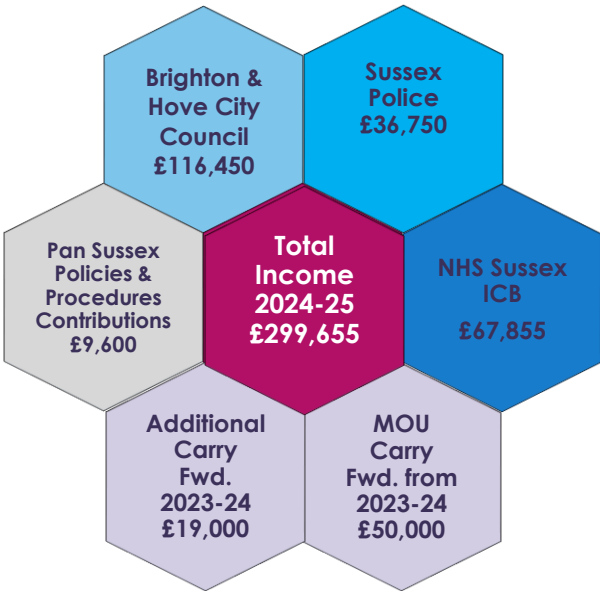 Brighton &
Hove City
Council
£116,450
Sussex
Police
£36,750
Pan Sussex
Policies &
Procedures
Contributions
£9,600
Total
Income
2024-25
£299,655
NHS Sussex
ICB
£67,855
Additional
Carry
Fwd.
2023-24
£19,000
MOU
Carry
Fwd. from
2023-24
£50,000